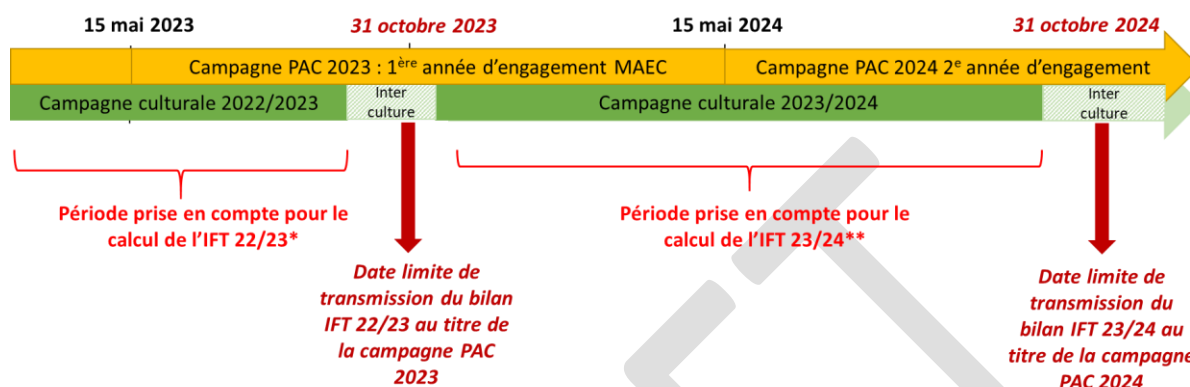 15 mai 2023
31 octobre 2023
15 mai 2024
31 octobre 2024
Campagne PAC 2023 : 1ère année d'engagement MAEC
Campagne PAC 2024 2e année d'engagement
Campagne culturale 2022/2023
Inter
culture
Campagne culturale 2023/2024
Inter
culture
Période prise en compte pour le
calcul de l'IFT 22/23*
Période prise en compte pour le
calcul de l'IFT 23/24**
Date limite de
transmission du bilan
IFT 22/23 au titre de
la campagne PAC
2023
Date limite de
transmission du
bilan IFT 23/24 au
titre de la campagne
PAC 2024